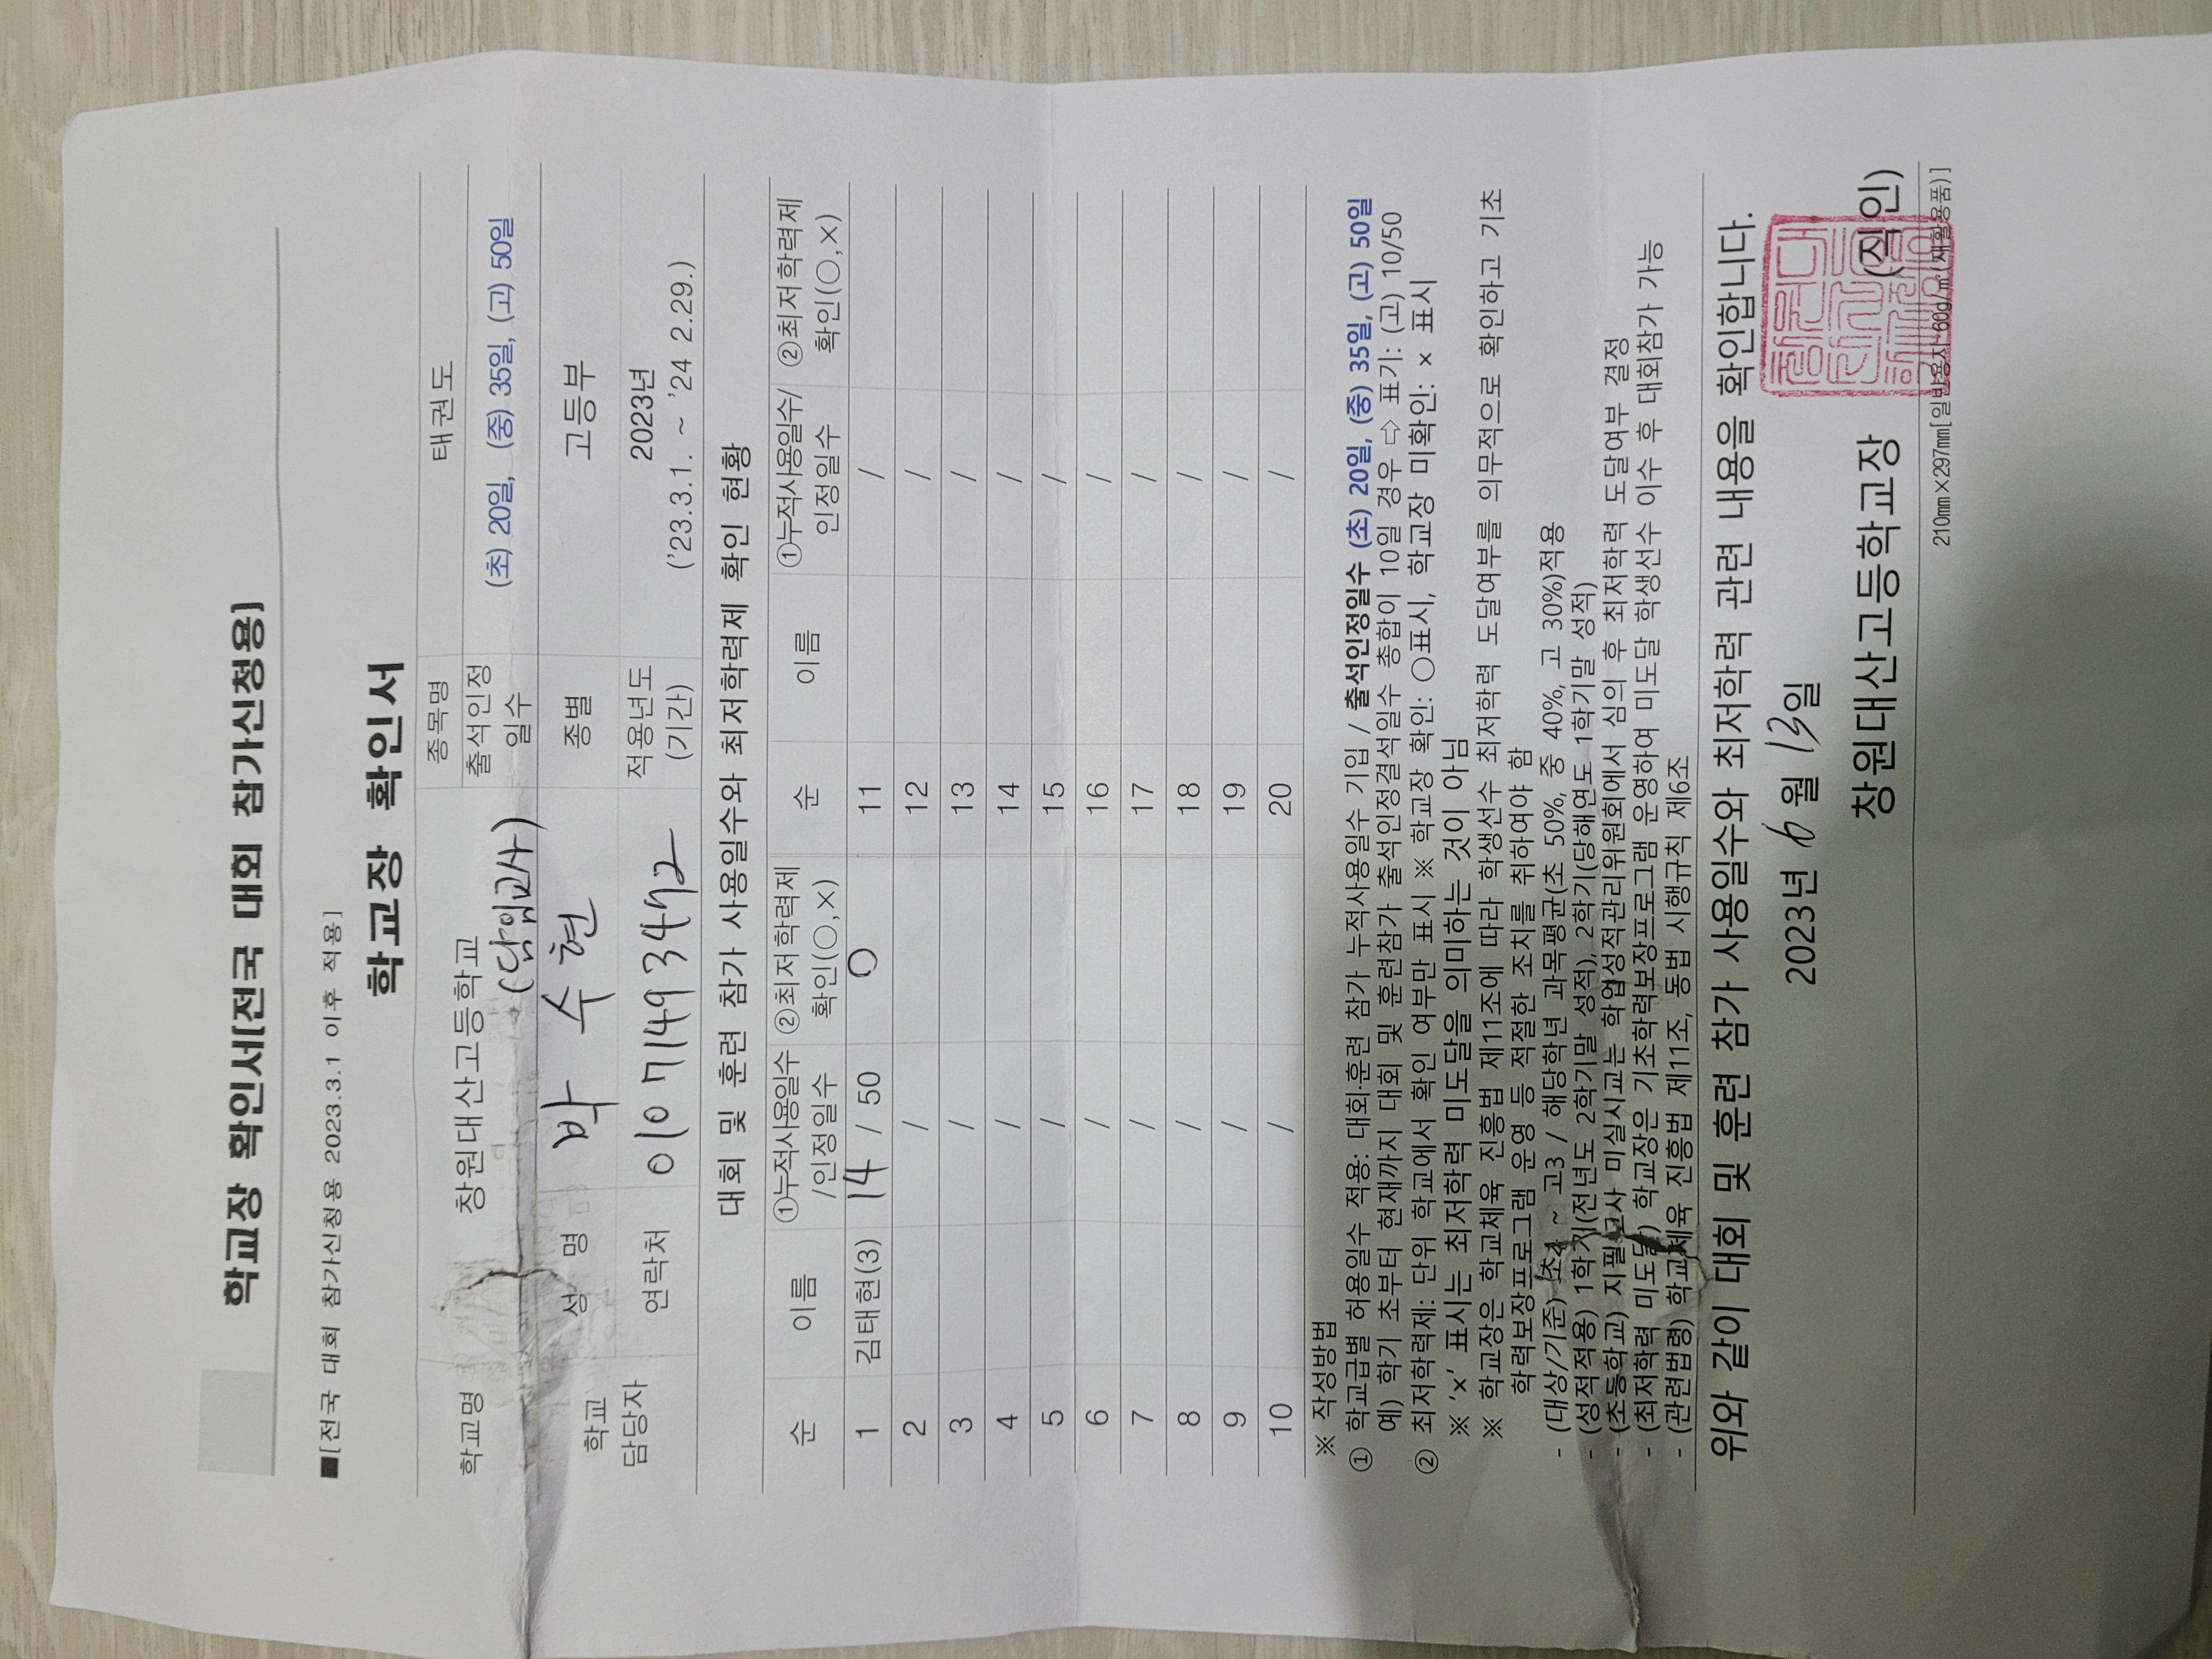 학교장 확인서[전국 대회 참가신청용]
■[전국 대회 참가신청용 2023.3.1 이후 적용]
학교장 확인서
학교명 창원대산고등학교 종목명 태권도
(담임교사) 출석인정 일수 (초) 20일, (중) 35일, (고) 50일
학교 담당자 성 명 박 수 현 종별 고등부
연락처 010 7149 3472 적용년도 (기간) 2023년 ('23.3.1. ~ '24 2.29.)
대회 및 훈련 참가 사용일수와 최저학력제 확인 현황
순 이름 ①누적사용일수/인정일수 ②최저학력제 확인(○,×) 순 이름 ①누적사용일수/인정일수 ②최저학력제 확인(○,×)
1 김태현(3) 14 / 50 ○ 11 /
2 / 12 /
3 / 13 /
4 / 14 /
5 / 15 /
6 / 16 /
7 / 17 /
8 / 18 /
9 / 19 /
10 / 20 /
※ 작성방법
① 학교급별 허용일수 적용: 대회·훈련 참가 누적사용일수 기입 / 출석인정일수 (초) 20일, (중) 35일, (고) 50일
예) 학기 초부터 현재까지 대회 및 훈련참가 출석인정결석일수 총합이 10일 경우 ⇨ 표기: (고) 10/50
② 최저학력제: 단위 학교에서 확인 여부만 표시 ※ 학교장 확인: ○표시, 학교장 미확인: × 표시
※ '×' 표시는 최저학력 미도달을 의미하는 것이 아님
※ 학교장은 학교체육 진흥법 제11조에 따라 학생선수 최저학력 도달여부를 의무적으로 확인하고 기초
학력보장프로그램 운영 등 적절한 조치를 취하여야 함
- (대상/기준) 초4 ~ 고3 / 해당학년 과목평균(초 50%, 중 40%, 고 30%)적용
- (성적적용) 1학기(전년도 2학기말 성적), 2학기(당해연도 1학기말 성적)
- (초등학교) 지필고사 미실시교는 학업성적관리위원회에서 심의 후 최저학력 도달여부 결정
- (최저학력 미도달) 학교장은 기초학력보장프로그램 운영하여 미도달 학생선수 이수 후 대회참가 가능
- (관련법령) 학교체육 진흥법 제11조, 동법 시행규칙 제6조
위와 같이 대회 및 훈련 참가 사용일수와 최저학력 관련 내용을 확인합니다.
2023년 6월 13일
창원대산고등학교장 (직인)
210mm×297mm[일반용지 60g/㎡(재활용품)]